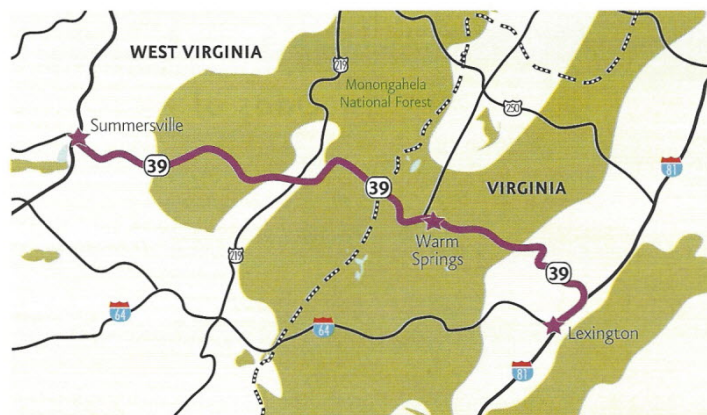 WEST VIRGINIA
219
Monongahela
National Forest
250
Summersville
39
81
39
VIRGINIA
Warm
Springs
219
39
64
64
Lexington
81